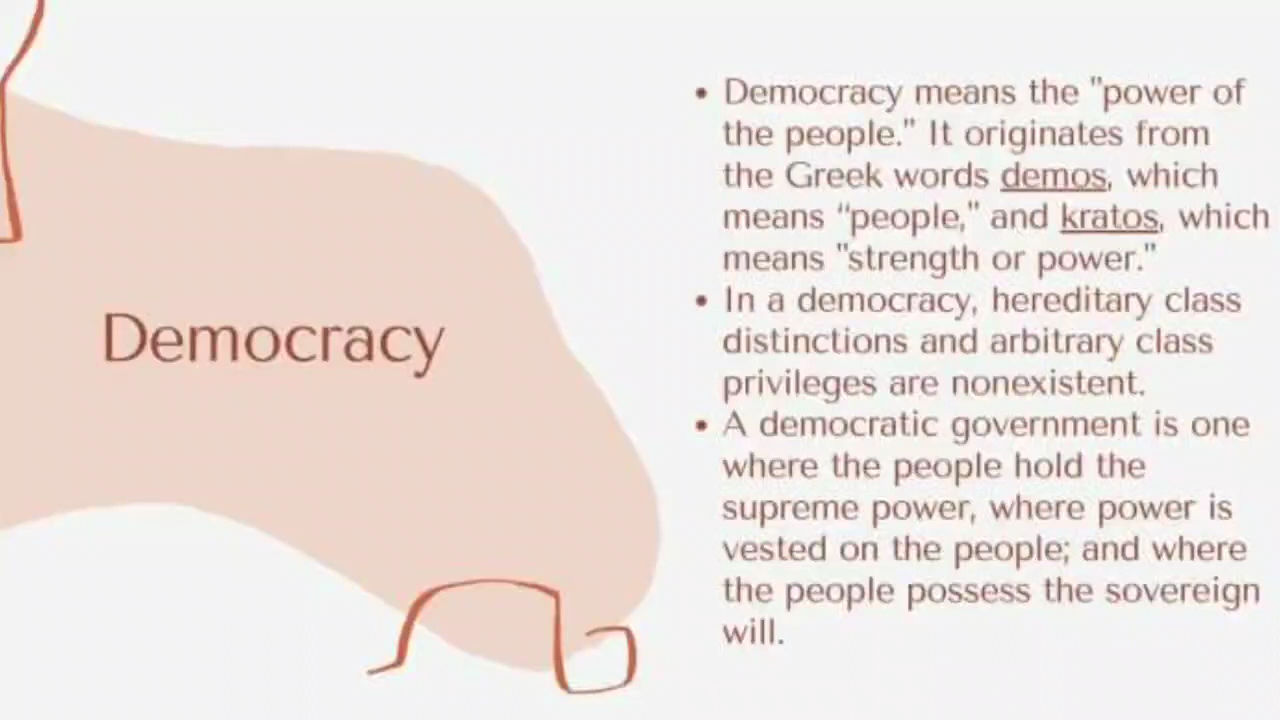 Democracy
• Democracy means the "power of
the people." It originates from
the Greek words demos, which
means “people," and kratos, which
means "strength or power."
• In a democracy, hereditary class
distinctions and arbitrary class
privileges are nonexistent.
• A democratic government is one
where the people hold the
supreme power, where power is
vested on the people; and where
the people possess the sovereign
will.